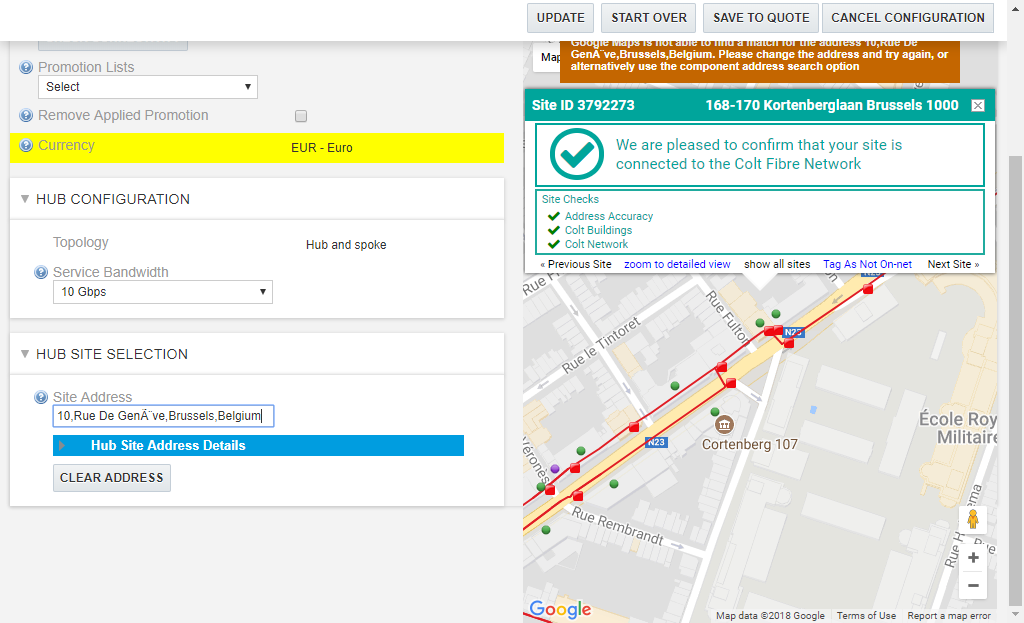 UPDATE
START OVER
SAVE TO QUOTE
CANCEL CONFIGURATION
Promotion Lists
Select
Remove Applied Promotion
Currency
EUR - Euro
HUB CONFIGURATION
Topology
Hub and spoke
Service Bandwidth
10 Gbps
HUB SITE SELECTION
Site Address
10,Rue De GenÃ¨ve,Brussels,Belgium
Hub Site Address Details
CLEAR ADDRESS
Map
Google Maps is not able to find a match for the address 10,Rue De
GenÃ¨ve,Brussels,Belgium. Please change the address and try again, or
alternatively use the component address search option
Site ID 3792273
168-170 Kortenberglaan Brussels 1000
We are pleased to confirm that your site is
connected to the Colt Fibre Network
Site Checks
Address Accuracy
Colt Buildings
Colt Network
« Previous Site
zoom to detailed view
show all sites
Tag As Not On-net
Next Site »
Rue le Tintoret
Rue Fulton
N23
N23
Cortenberg 107
École Roy
Militaire
Rue Rembrandt
Google
Map data ©2018 Google
Terms of Use
Report a map error